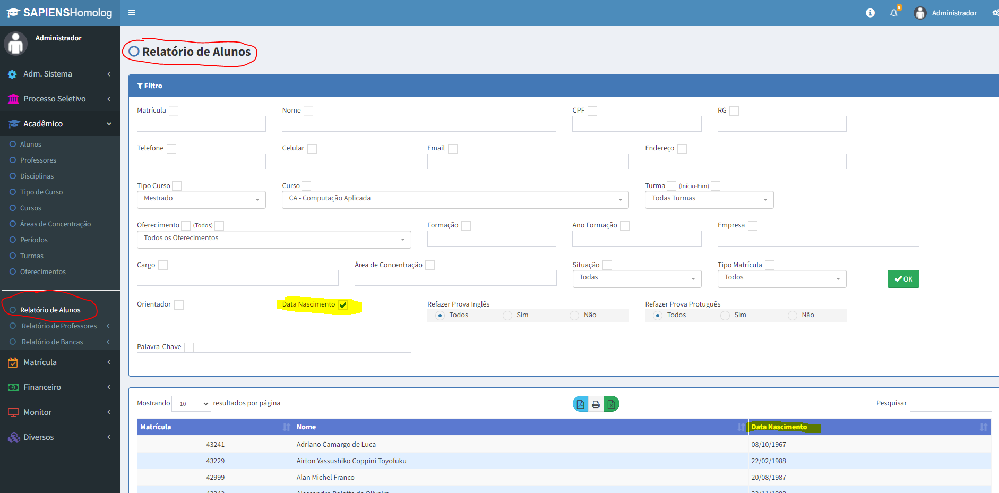 SAPIENSHomolog
8
Administrador
Administrador
Adm. Sistema
Processo Seletivo
Acadêmico
Alunos
Professores
Disciplinas
Tipo de Curso
Cursos
Áreas de Concentração
Períodos
Turmas
Oferecimentos
Relatório de Alunos
Relatório de Professores
Relatório de Bancas
Matrícula
Financeiro
Monitor
Diversos
Relatório de Alunos
Filtro
Matrícula Nome CPF RG
Telefone Celular Email Endereço
Tipo Curso Curso Turma (Início-Fim)
Mestrado CA - Computação Aplicada Todas Turmas
Oferecimento (Todos) Formação Ano Formação Empresa
Todos os Oferecimentos
Cargo Área de Concentração Situação Tipo Matrícula
Todas Todos OK
Orientador Data Nascimento Refazer Prova Inglês Refazer Prova Protuguês
Todos Sim Não Todos Sim Não
Palavra-Chave
Mostrando 10 resultados por página Pesquisar
Matrícula Nome Data Nascimento
43241 Adriano Camargo de Luca 08/10/1967
43229 Airton Yassushiko Coppini Toyofuku 22/02/1988
42999 Alan Michel Franco 20/08/1987